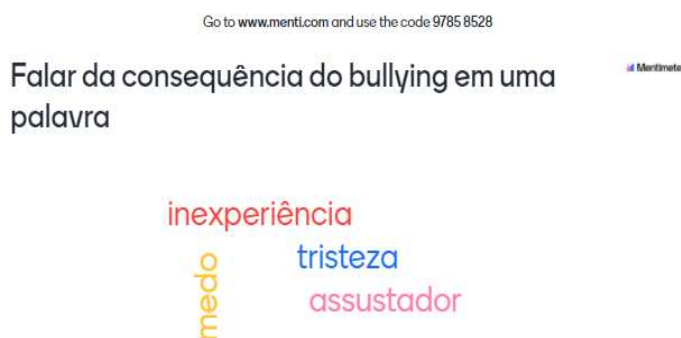 Go to www.menti.com and use the code 9785 8528
Falar da consequência do bullying em uma
palavra
Mentimete
inexperiência
tristeza
medo
assustador